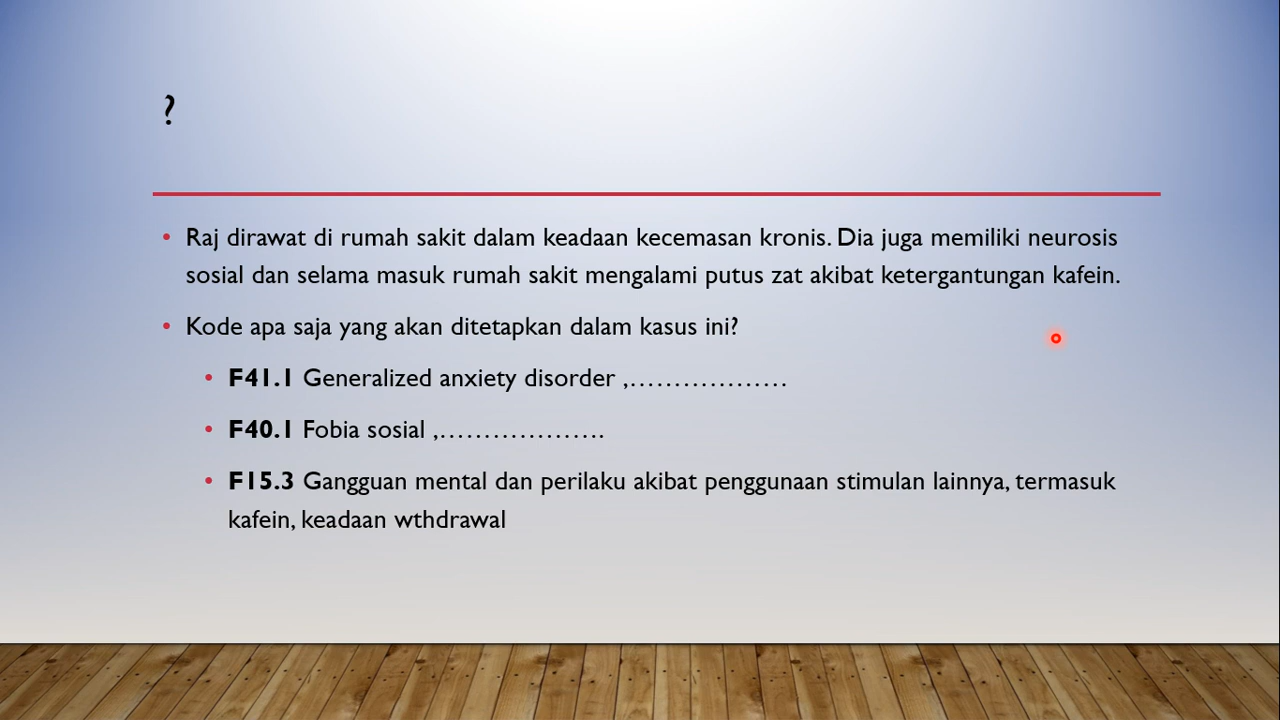 ?
• Raj dirawat di rumah sakit dalam keadaan kecemasan kronis. Dia juga memiliki neurosis
sosial dan selama masuk rumah sakit mengalami putus zat akibat ketergantungan kafein.
• Kode apa saja yang akan ditetapkan dalam kasus ini?
• F41.1 Generalized anxiety disorder ,………………
• F40.1 Fobia sosial ,……………….
• F15.3 Gangguan mental dan perilaku akibat penggunaan stimulan lainnya, termasuk
kafein, keadaan wthdrawal